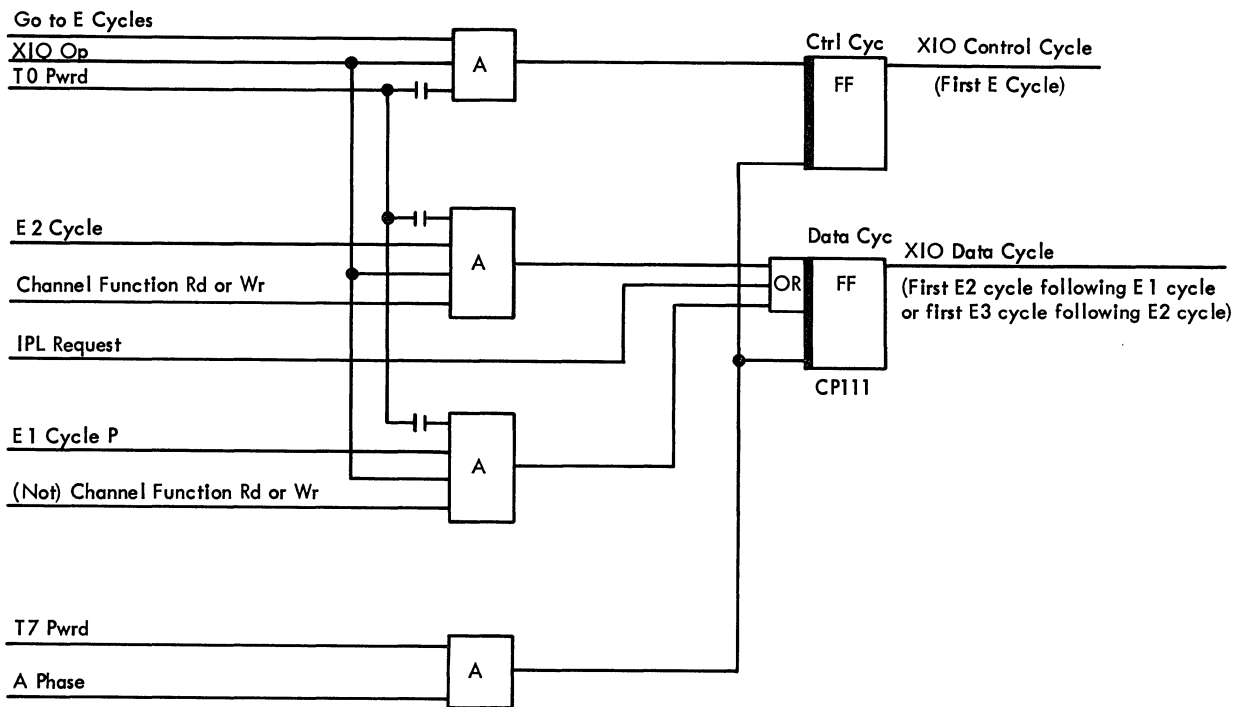 Go to E Cycles
XIO Op
T0 Pwrd
A
Ctrl Cyc
FF
XIO Control Cycle
(First E Cycle)
E2 Cycle
Channel Function Rd or Wr
A
IPL Request
OR
Data Cyc
FF
CP111
XIO Data Cycle
(First E2 cycle following E1 cycle
or first E3 cycle following E2 cycle)
E1 Cycle P
(Not) Channel Function Rd or Wr
A
T7 Pwrd
A Phase
A